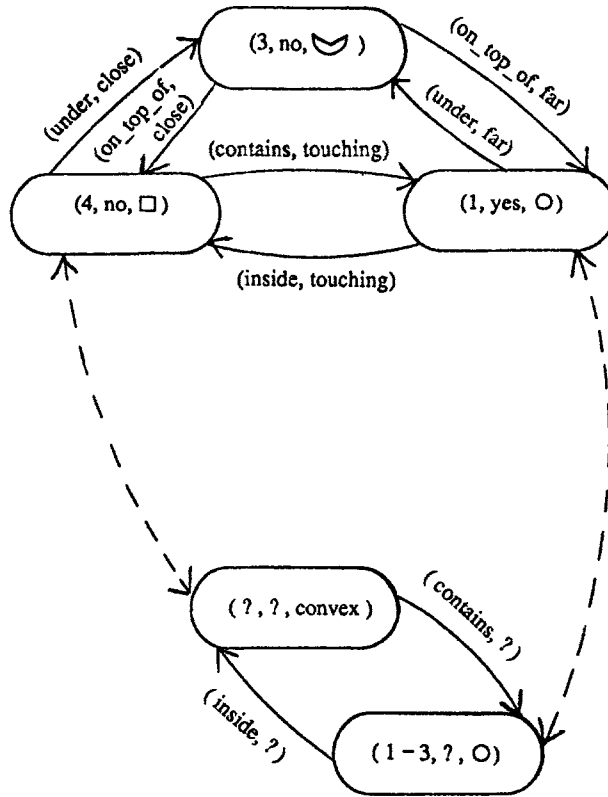 (3, no, )
(under, close)
(on_top_of,
close)
(on_top_of, far)
(under, far)
(contains, touching)
(4, no, □)
(1, yes, ○)
(inside, touching)
(?, ?, convex)
(contains, ?)
(inside, ?)
(1-3, ?, ○)